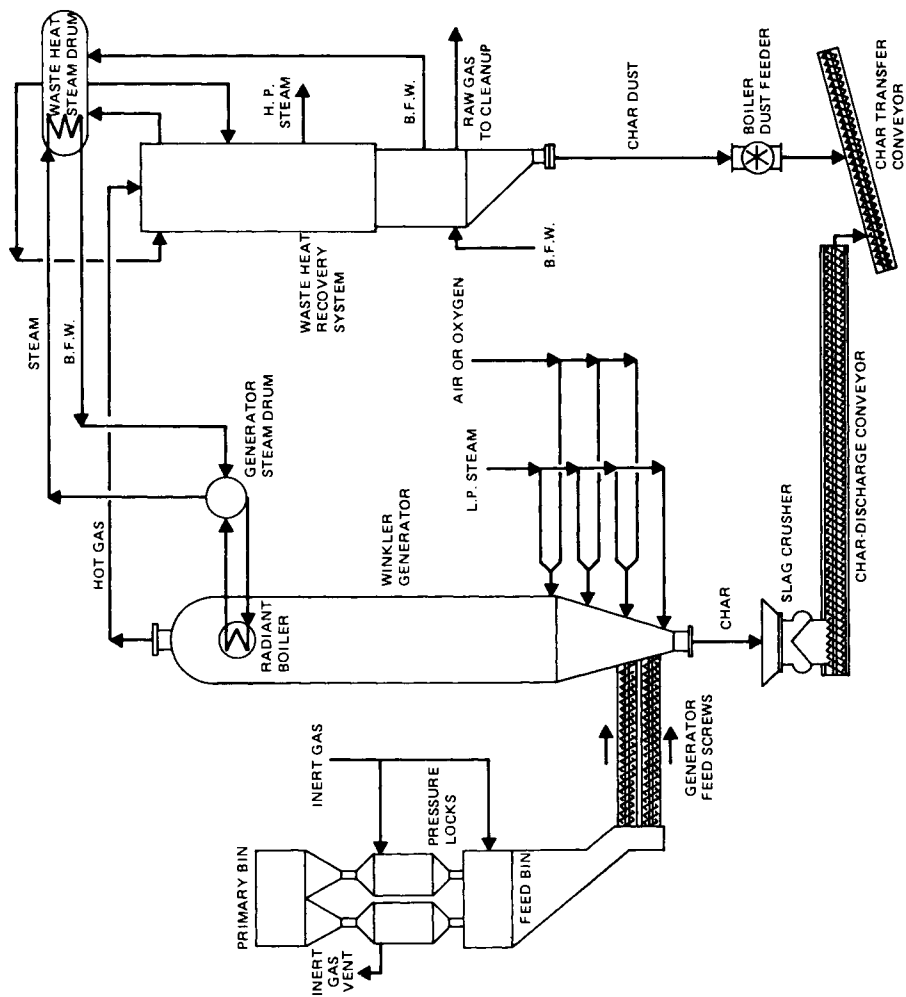 PRIMARY BIN
INERT
GAS
VENT
INERT GAS
PRESSURE
LOCKS
FEED BIN
GENERATOR
FEED SCREWS
HOT GAS
RADIANT
BOILER
WINKLER
GENERATOR
STEAM
B.F.W.
GENERATOR
STEAM DRUM
L.P. STEAM
AIR OR OXYGEN
CHAR
SLAG CRUSHER
CHAR-DISCHARGE CONVEYOR
WASTE HEAT
STEAM DRUM
WASTE HEAT
RECOVERY
SYSTEM
H. P.
STEAM
B.F.W.
RAW GAS
TO CLEANUP
B.F.W.
CHAR DUST
BOILER
DUST FEEDER
CHAR TRANSFER
CONVEYOR